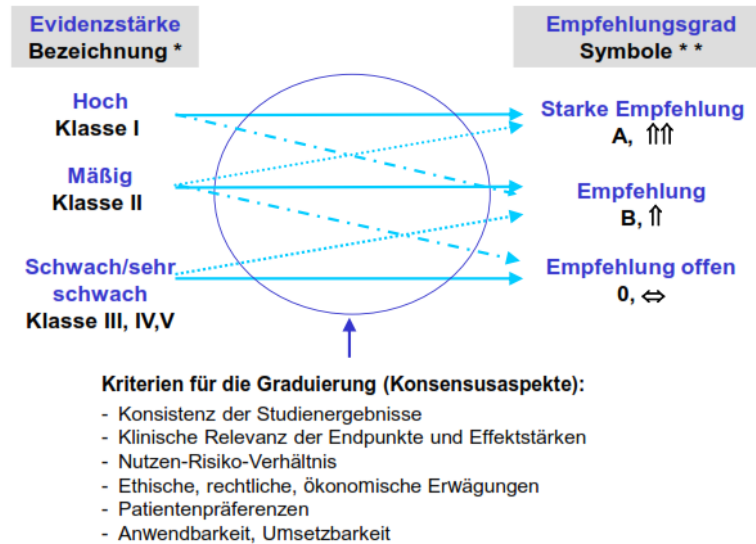 Evidenzstärke
Bezeichnung *
Empfehlungsgrad
Symbole * *
Hoch
Klasse I
Starke Empfehlung
A, ⇑⇑
Mäßig
Klasse II
Empfehlung
B, ⇑
Schwach/sehr
schwach
Klasse III, IV,V
Empfehlung offen
0, ⇔
Kriterien für die Graduierung (Konsensusaspekte):
- Konsistenz der Studienergebnisse
- Klinische Relevanz der Endpunkte und Effektstärken
- Nutzen-Risiko-Verhältnis
- Ethische, rechtliche, ökonomische Erwägungen
- Patientenpräferenzen
- Anwendbarkeit, Umsetzbarkeit